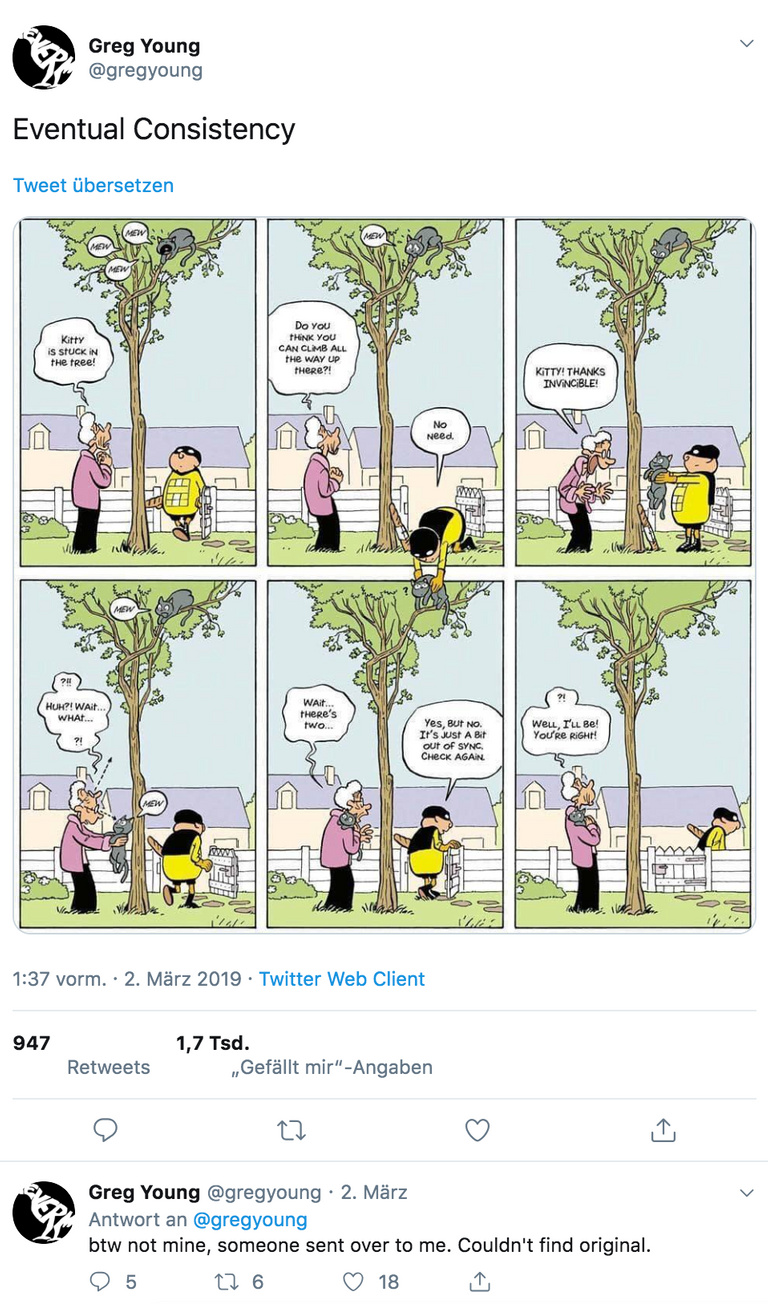 Greg Young
@gregyoung
Eventual Consistency
Tweet übersetzen
MEW
MEW
MEW
Kitty
is stuck in
the tree!
MEW
Do you
think you
can climb all
the way up
there?!
No
need.
Kitty! Thanks
Invincible!
MEW
?!!
Huh?! Wait...
what...
?!
MEW
?
Wait...
there's
two...
Yes, but no.
It's just a bit
out of sync.
Check again.
?!
Well, I'll be!
You're right!
1:37 vorm. · 2. März 2019 · Twitter Web Client
947
Retweets
1,7 Tsd.
„Gefällt mir“-Angaben
Greg Young @gregyoung · 2. März
Antwort an @gregyoung
btw not mine, someone sent over to me. Couldn't find original.
5 6 18